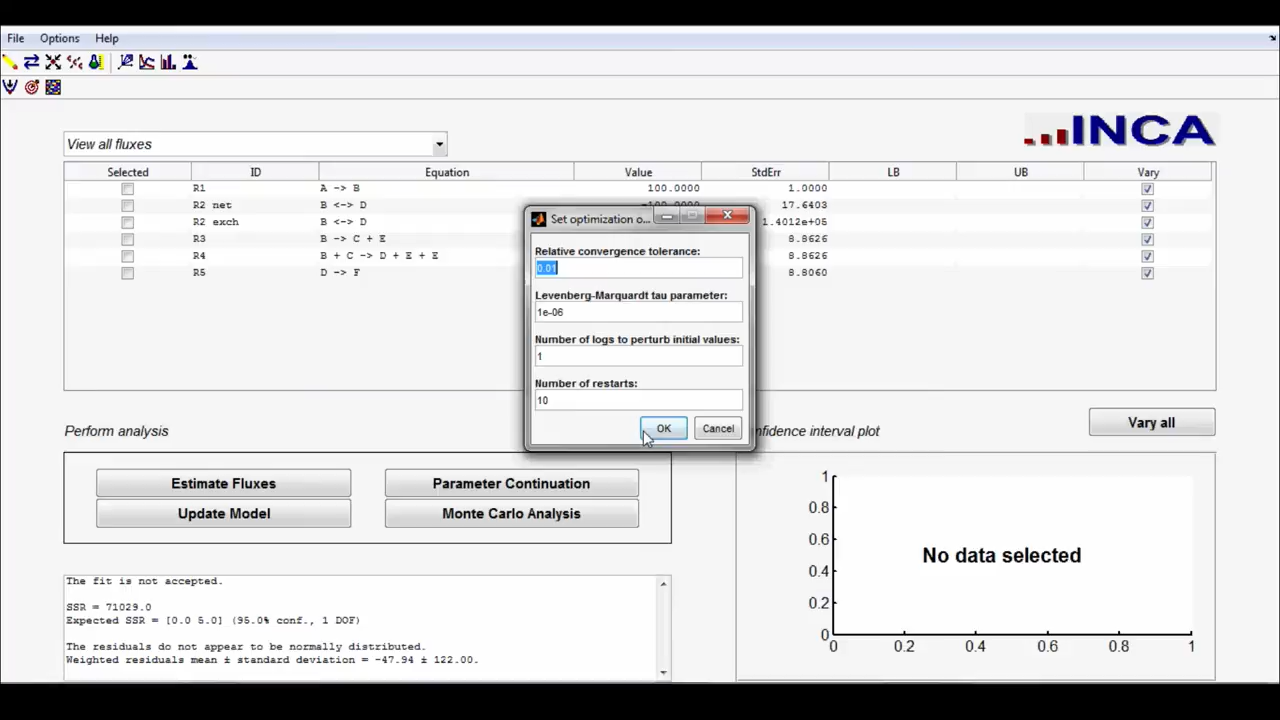 File Options Help
INCA
View all fluxes
Selected ID Equation Value StdErr LB UB Vary
R1 A -> B 100.0000 1.0000
R2 net B <-> D -100.0000 17.6403
R2 exch B <-> D 1.4012e+05
R3 B -> C + E 8.8626
R4 B + C -> D + E + E 8.8626
R5 D -> F 8.8060
Set optimization o...
Relative convergence tolerance:
0.01
Levenberg-Marquardt tau parameter:
1e-06
Number of logs to perturb initial values:
1
Number of restarts:
10
OK Cancel
Perform analysis
nfidence interval plot
Vary all
Estimate Fluxes Parameter Continuation
Update Model Monte Carlo Analysis
The fit is not accepted.
SSR = 71029.0
Expected SSR = [0.0 5.0] (95.0% conf., 1 DOF)
The residuals do not appear to be normally distributed.
Weighted residuals mean ± standard deviation = -47.94 ± 122.00.
1
0.8
0.6
0.4
0.2
0
No data selected
0 0.2 0.4 0.6 0.8 1